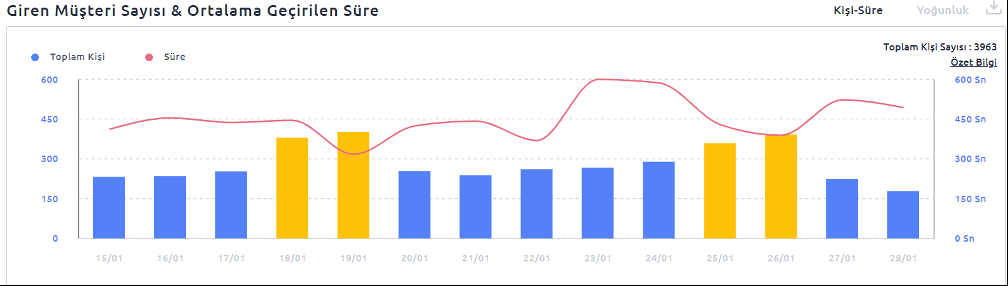 Giren Müşteri Sayısı & Ortalama Geçirilen Süre
Kişi-Süre Yoğunluk
Toplam Kişi Sayısı : 3963
Özet Bilgi
Toplam Kişi Süre
600 600 Sn
450 450 Sn
300 300 Sn
150 150 Sn
0 0 Sn
15/01 16/01 17/01 18/01 19/01 20/01 21/01 22/01 23/01 24/01 25/01 26/01 27/01 28/01